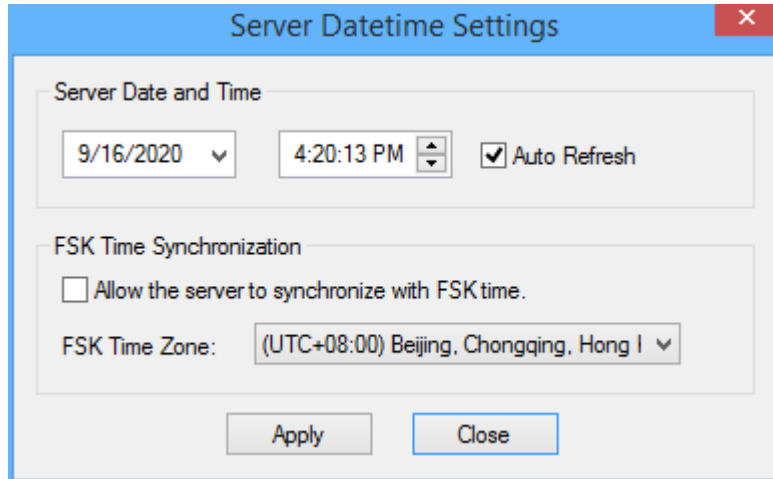 Server Datetime Settings
Server Date and Time
9/16/2020 4:20:13 PM Auto Refresh
FSK Time Synchronization
Allow the server to synchronize with FSK time.
FSK Time Zone: (UTC+08:00) Beijing, Chongqing, Hong
Apply Close